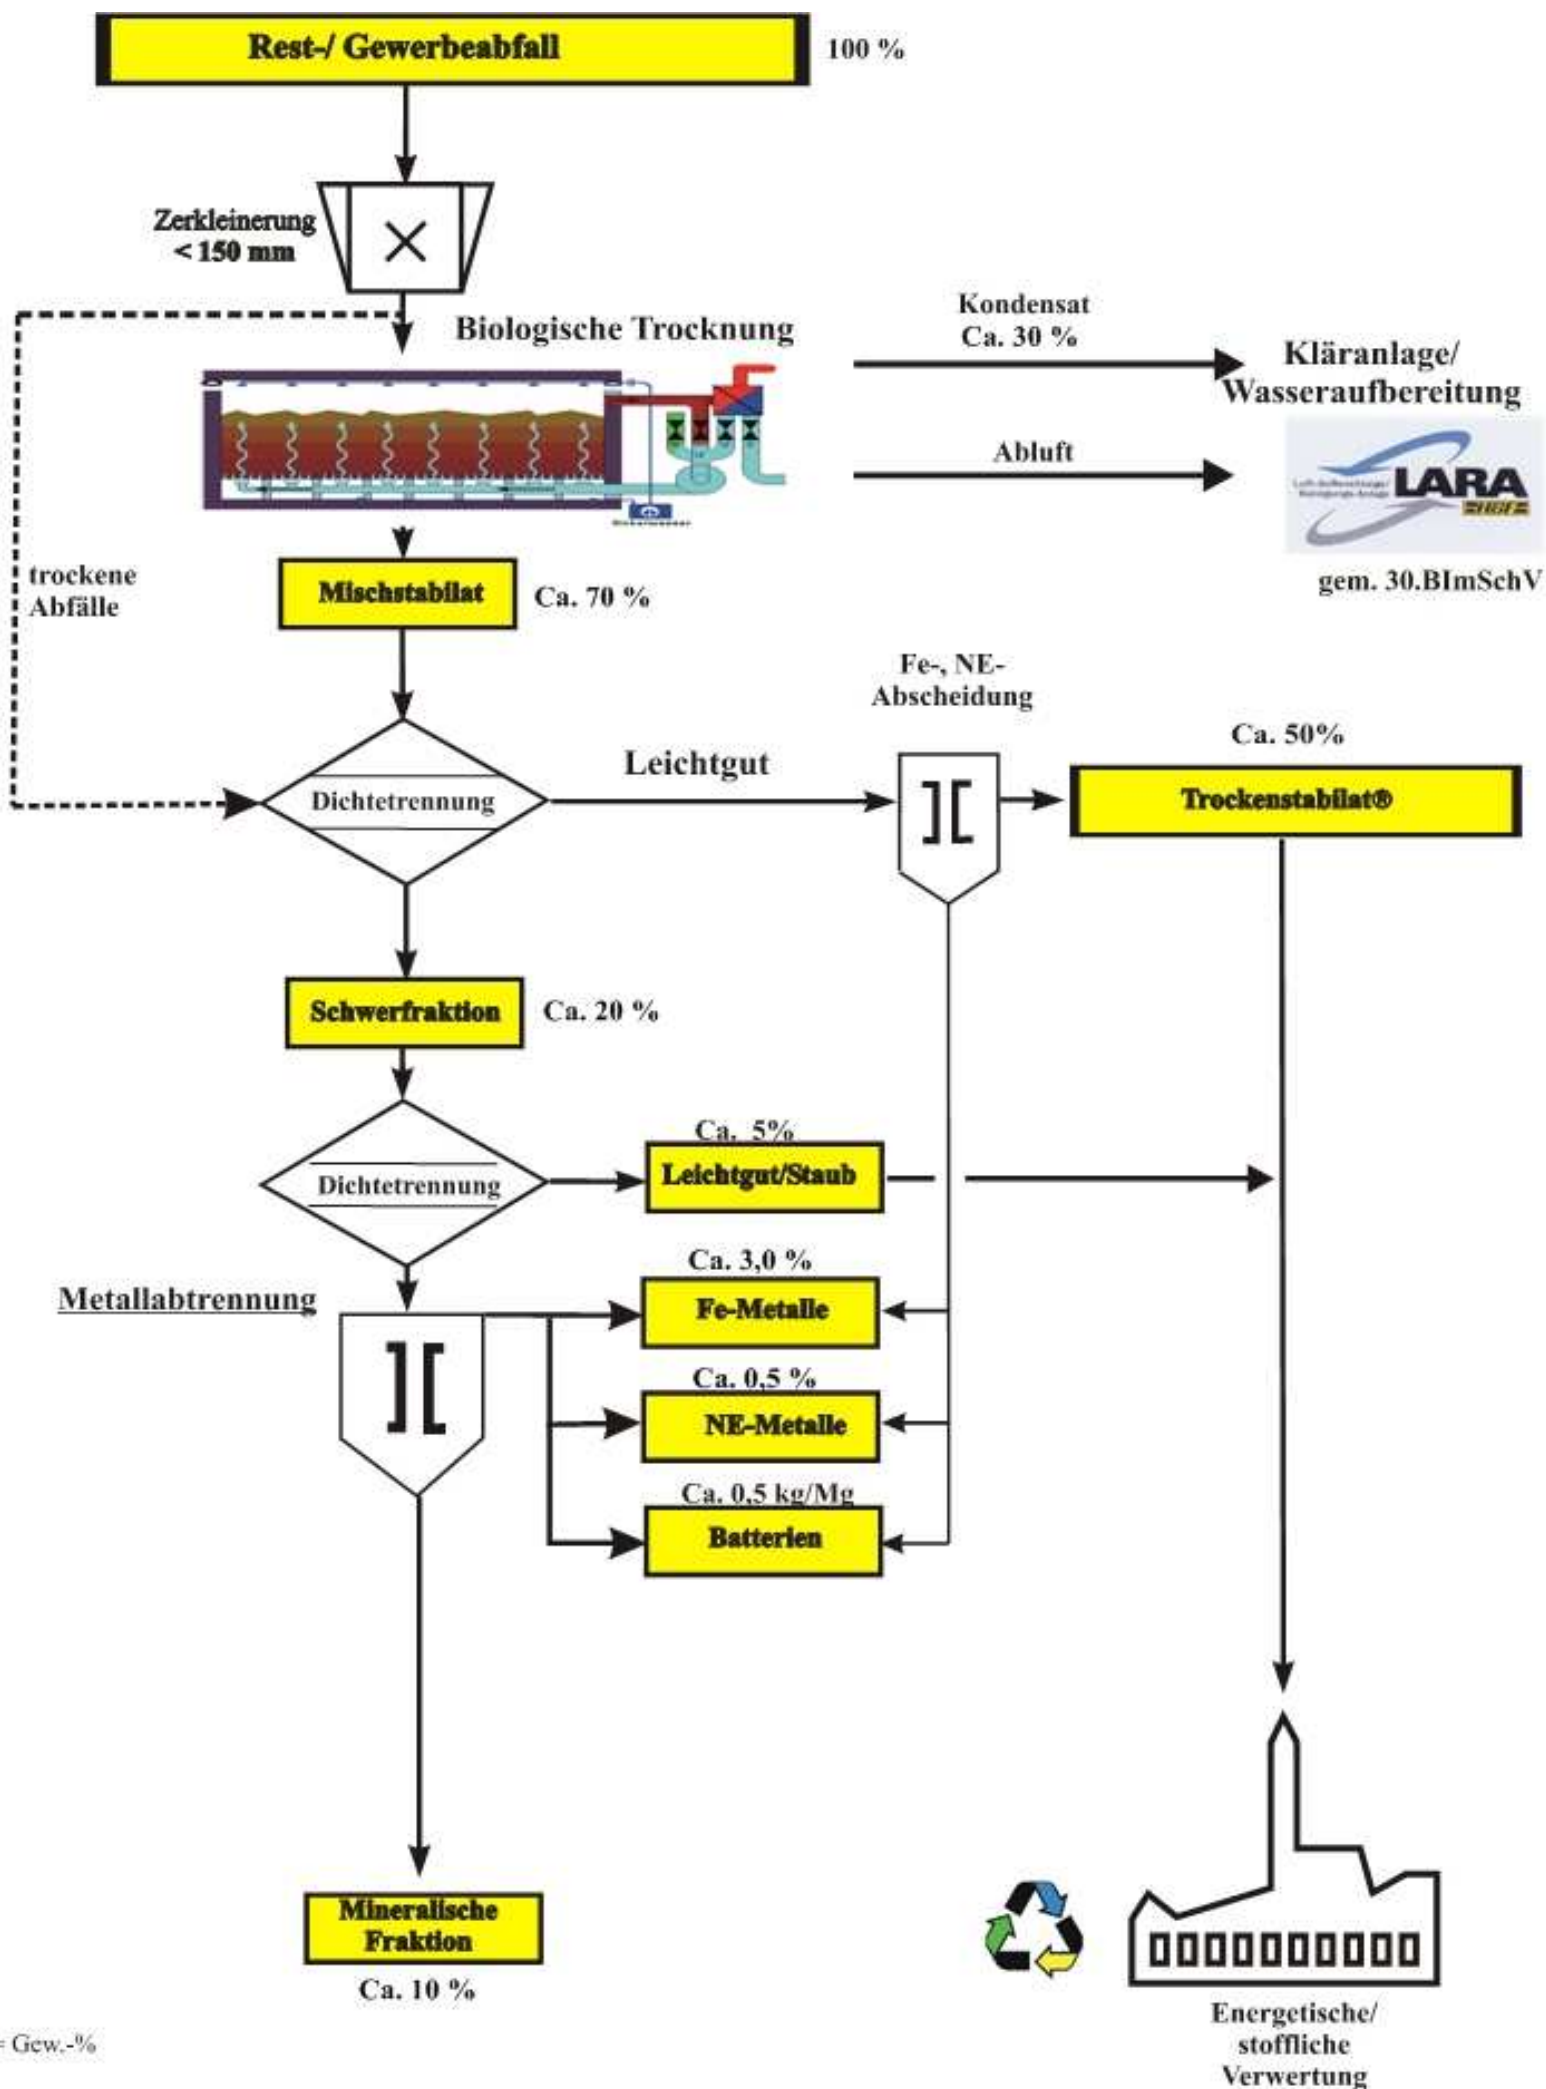 Rest-/ Gewerbeabfall
100 %
Zerkleinerung
< 150 mm
Biologische Trocknung
Kondensat
Ca. 30 %
Kläranlage/
Wasseraufbereitung
Abluft
LARA
gem. 30.BImSchV
trockene
Abfälle
Mischstabilat
Ca. 70 %
Fe-, NE-
Abscheidung
Ca. 50%
Leichtgut
Dichtetrennung
Trockenstabilat®
Schwerfraktion
Ca. 20 %
Ca. 5%
Leichtgut/Staub
Dichtetrennung
Ca. 3,0 %
Metallabtrennung
Fe-Metalle
Ca. 0,5 %
NE-Metalle
Ca. 0,5 kg/Mg
Batterien
Mineralische
Fraktion
Ca. 10 %
= Gew.-%
Energetische/
stoffliche
Verwertung